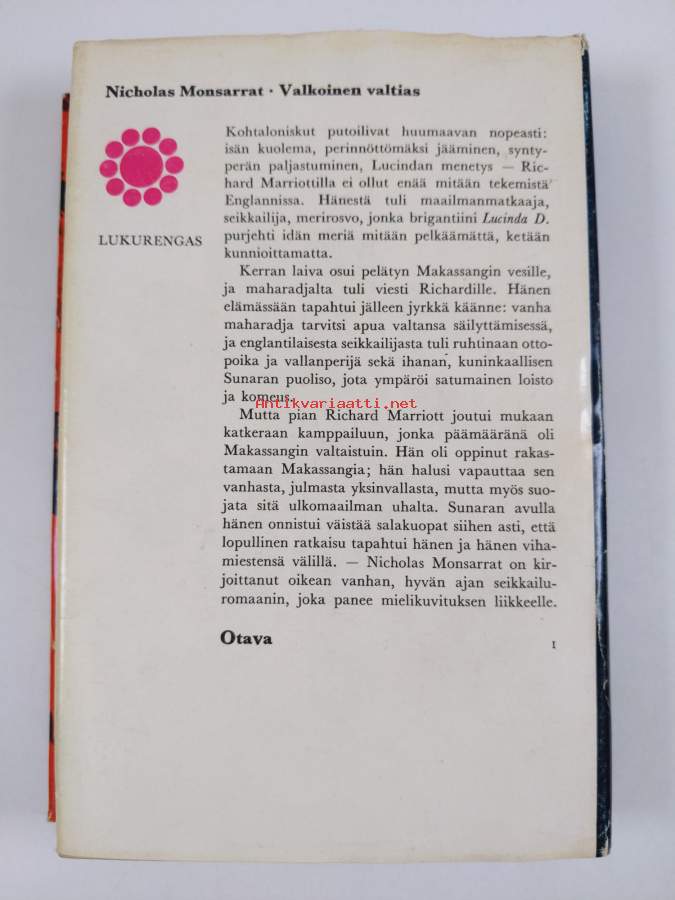 Nicholas Monsarrat · Valkoinen valtias
LUKURENGAS
Kohtaloniskut putoilivat huumaavan nopeasti:
isän kuolema, perinnöttömäksi jääminen, synty-
perän paljastuminen, Lucindan menetys — Ric-
hard Marriottilla ei ollut enää mitään tekemistä
Englannissa. Hänestä tuli maailmanmatkaaja,
seikkailija, merirosvo, jonka brigantiini Lucinda D.
purjehti idän meriä mitään pelkäämättä, ketään
kunnioittamatta.
Kerran laiva osui pelätyn Makassangin vesille,
ja maharadjalta tuli viesti Richardille. Hänen
elämässään tapahtui jälleen jyrkkä käänne: vanha
maharadja tarvitsi apua valtansa säilyttämisessä,
ja englantilaisesta seikkailijasta tuli ruhtinaan otto-
poika ja vallanperijä sekä ihanan, kuninkaallisen
Sunaran puoliso, jota ympäröi satumainen loisto
ja komeus.
Antikvariaatti.net
Mutta pian Richard Marriott joutui mukaan
katkeraan kamppailuun, jonka päämääränä oli
Makassangin valtaistuin. Hän oli oppinut rakas-
tamaan Makassangia; hän halusi vapauttaa sen
vanhasta, julmasta yksinvallasta, mutta myös suo-
jata sitä ulkomaailman uhalta. Sunaran avulla
hänen onnistui väistää salakuopat siihen asti, että
lopullinen ratkaisu tapahtui hänen ja hänen viha-
miestensä välillä. — Nicholas Monsarrat on kir-
joittanut oikean vanhan, hyvän ajan seikkailu-
romaanin, joka panee mielikuvituksen liikkeelle.
Otava
1